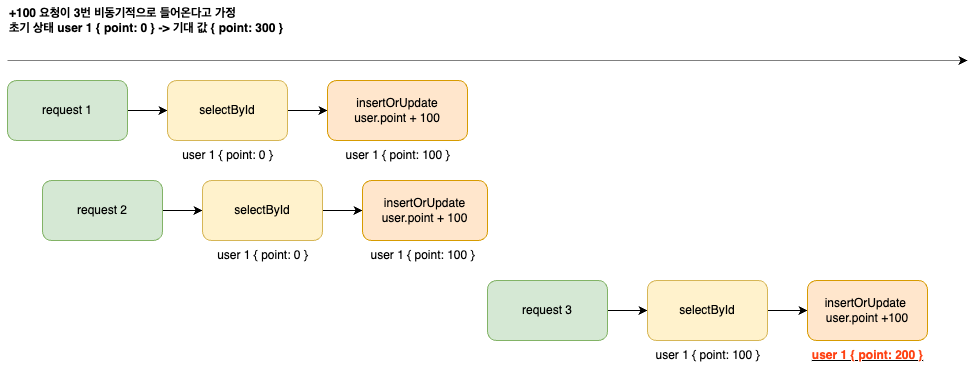 +100 요청이 3번 비동기적으로 들어온다고 가정
초기 상태 user 1 { point: 0 } -> 기대 값 { point: 300 }
request 1
selectById
insertOrUpdate
user.point + 100
user 1 { point: 0 }
user 1 { point: 100 }
request 2
selectById
insertOrUpdate
user.point + 100
user 1 { point: 0 }
user 1 { point: 100 }
request 3
selectById
insertOrUpdate
user.point +100
user 1 { point: 100 }
user 1 { point: 200 }